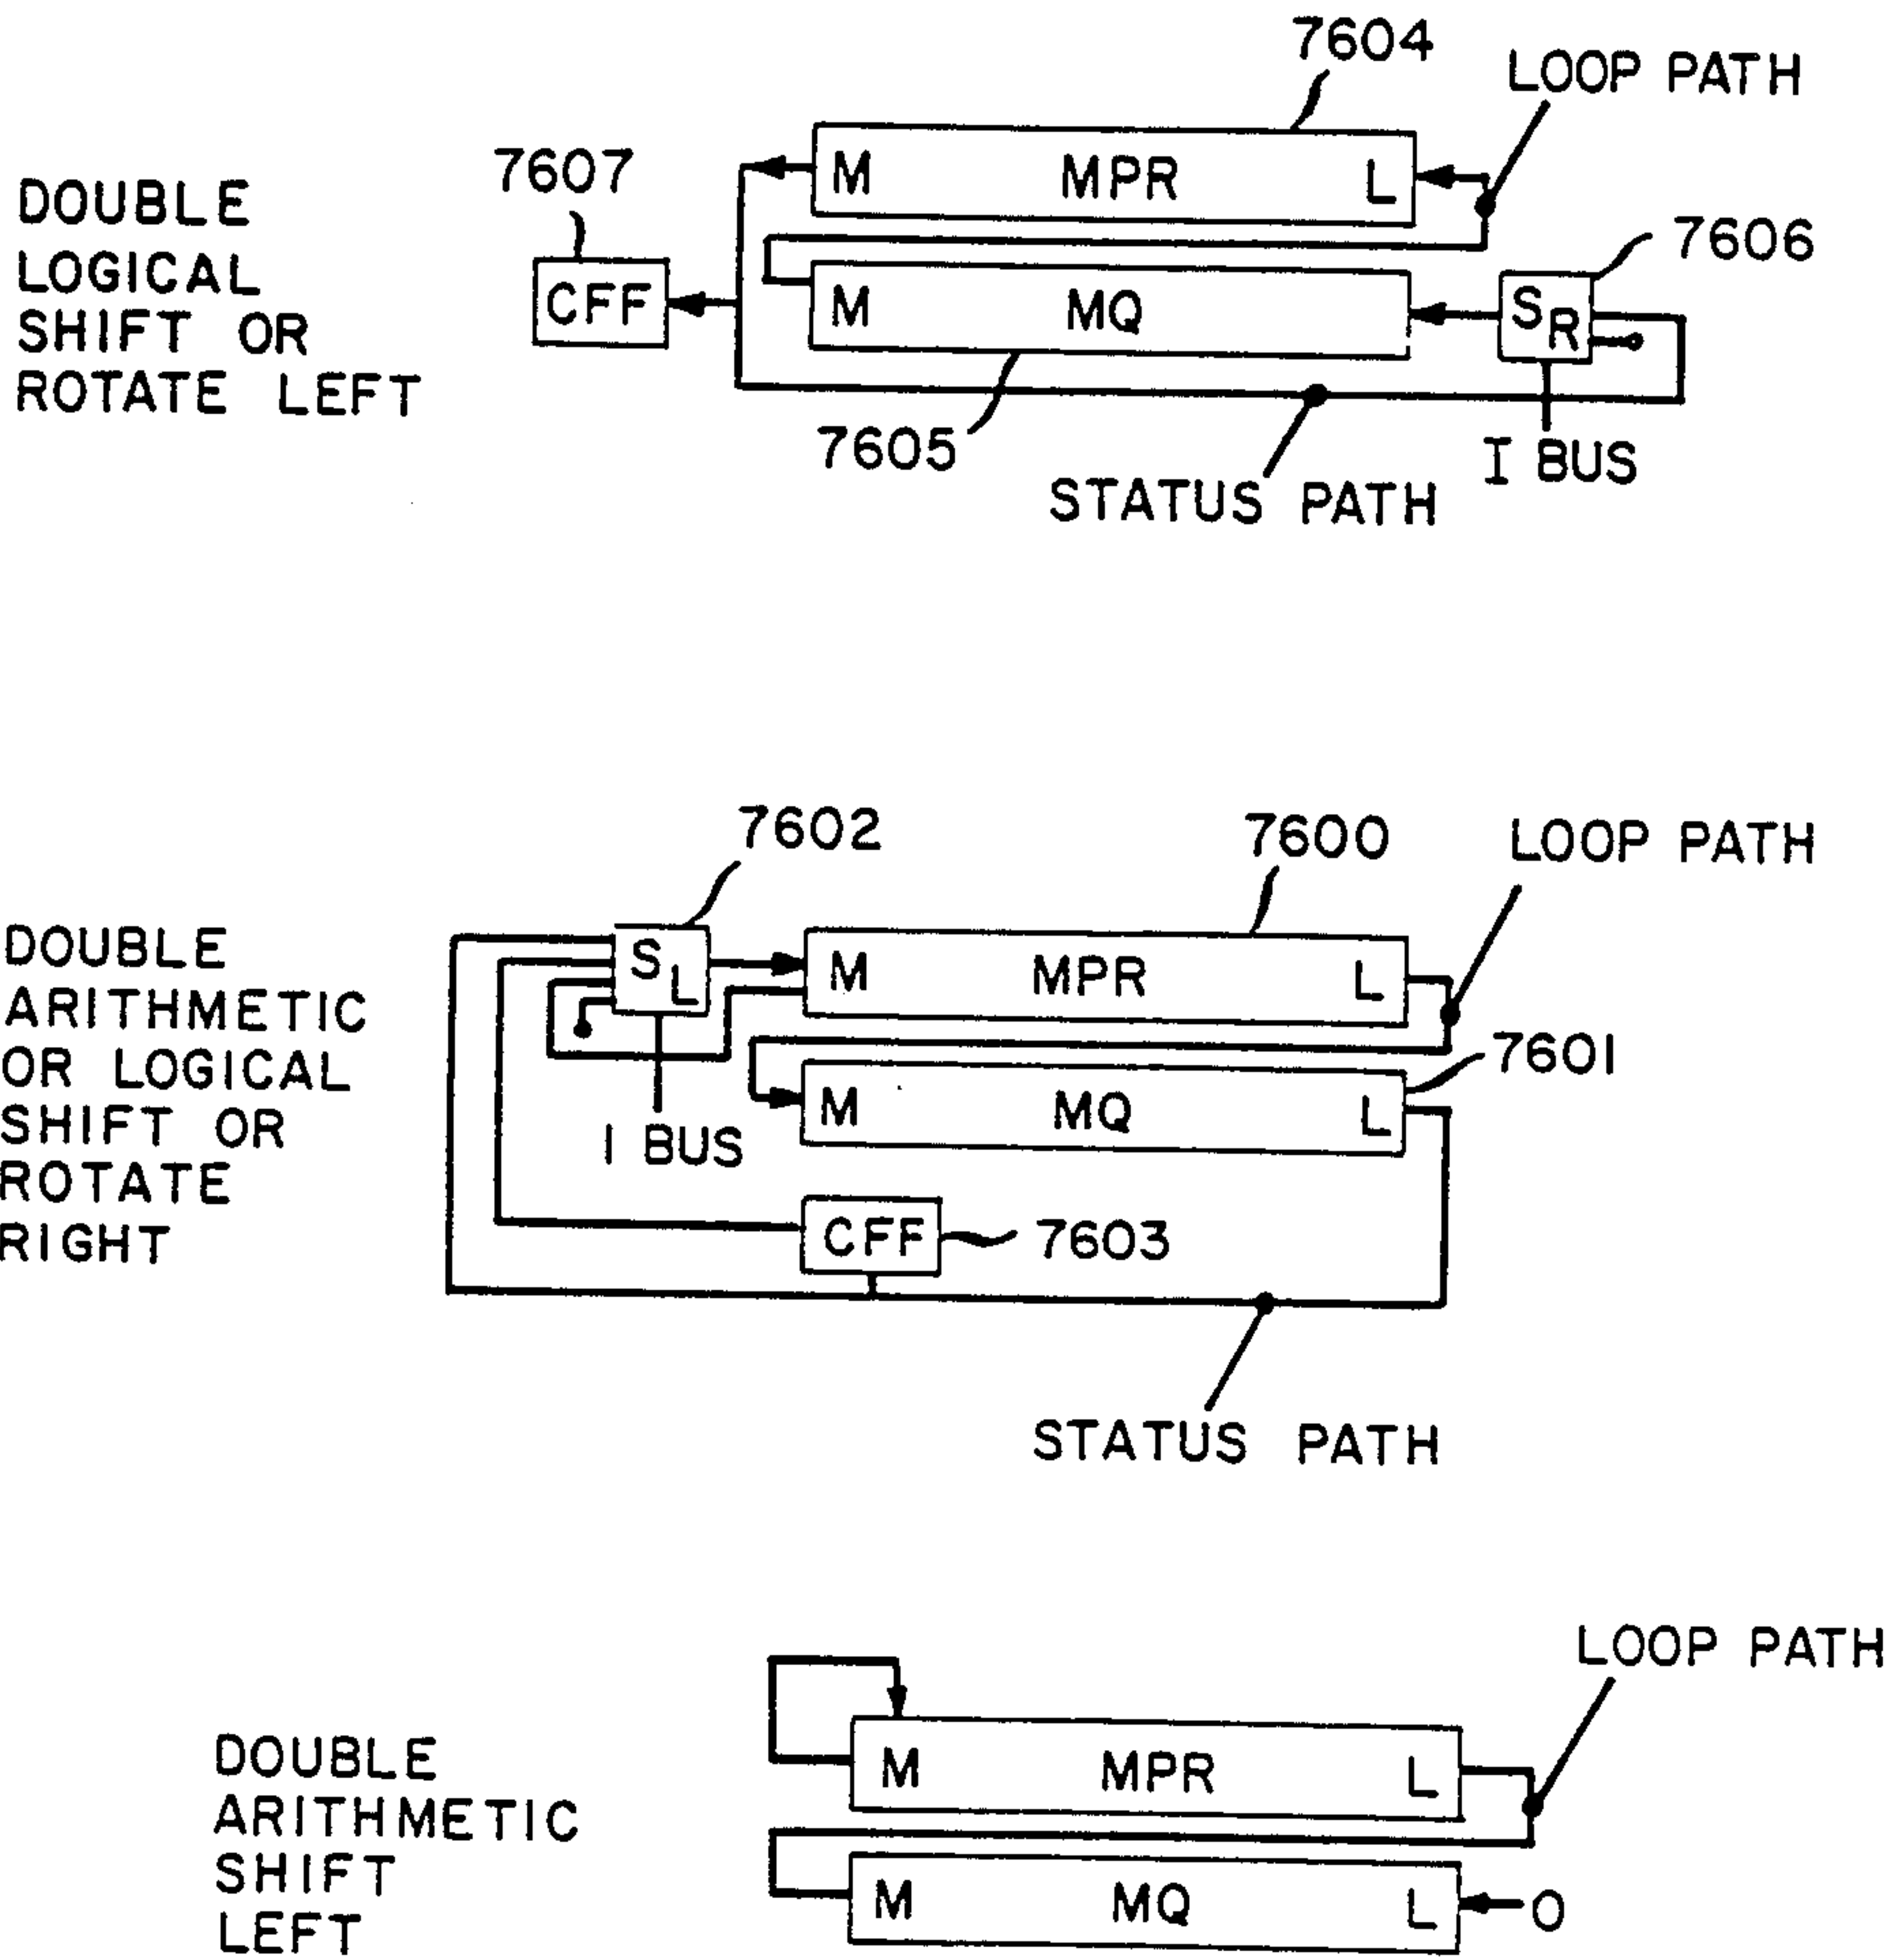 7604
LOOP PATH
7607
M MPR L
DOUBLE
LOGICAL
SHIFT OR
ROTATE LEFT
7606
CFF
M MQ
SR
7605
STATUS PATH
I BUS
7602
7600
LOOP PATH
DOUBLE
ARITHMETIC
OR LOGICAL
SHIFT OR
ROTATE
RIGHT
SL
M MPR L
7601
M MQ L
I BUS
CFF
7603
STATUS PATH
LOOP PATH
DOUBLE
ARITHMETIC
SHIFT
LEFT
M MPR L
M MQ L
0